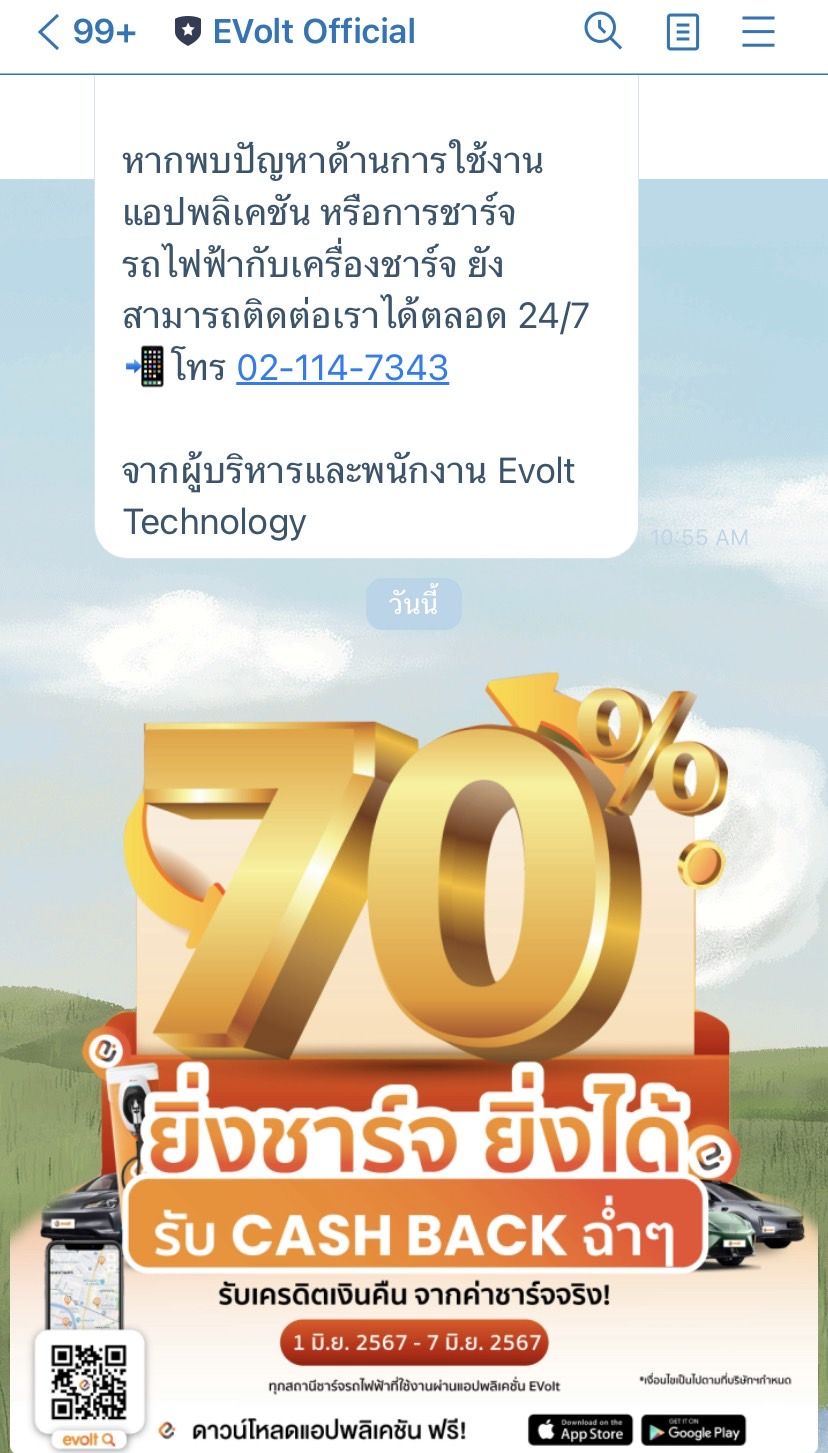 99+ EVolt Official
หากพบปัญหาด้านการใช้งาน
แอปพลิเคชัน หรือการชาร์จ
รถไฟฟ้ากับเครื่องชาร์จ ยัง
สามารถติดต่อเราได้ตลอด 24/7
📲โทร 02-114-7343
จากผู้บริหารและพนักงาน Evolt
Technology
10:55 AM
วันนี้
70%
ยิ่งชาร์จ ยิ่งได้
รับ CASH BACK ฉ่ำๆ
รับเครดิตเงินคืน จากค่าชาร์จจริง!
1 มิ.ย. 2567 - 7 มิ.ย. 2567
ทุกสถานีชาร์จรถไฟฟ้าที่ใช้งานผ่านแอปพลิเคชั่น EVolt
*เงื่อนไขเป็นไปตามที่บริษัทฯกำหนด
evolt
ดาวน์โหลดแอปพลิเคชัน ฟรี!
Download on the
App Store
GET IT ON
Google Play